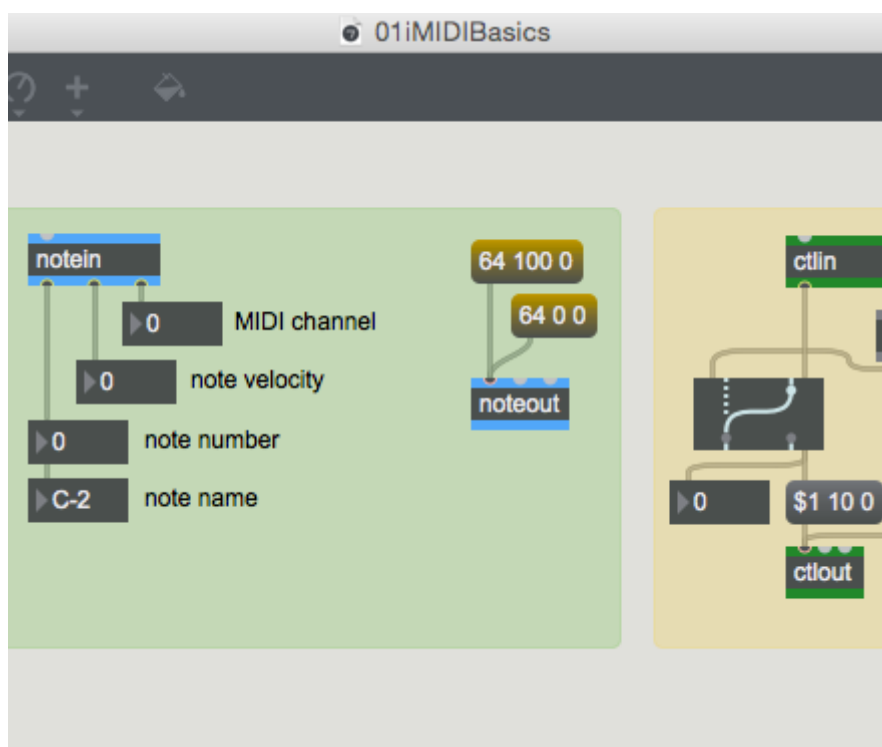 01iMIDIBasics
notein
0
MIDI channel
0
note velocity
0
note number
C-2
note name
64 100 0
64 0 0
noteout
ctlin
0
$1 10 0
ctlout